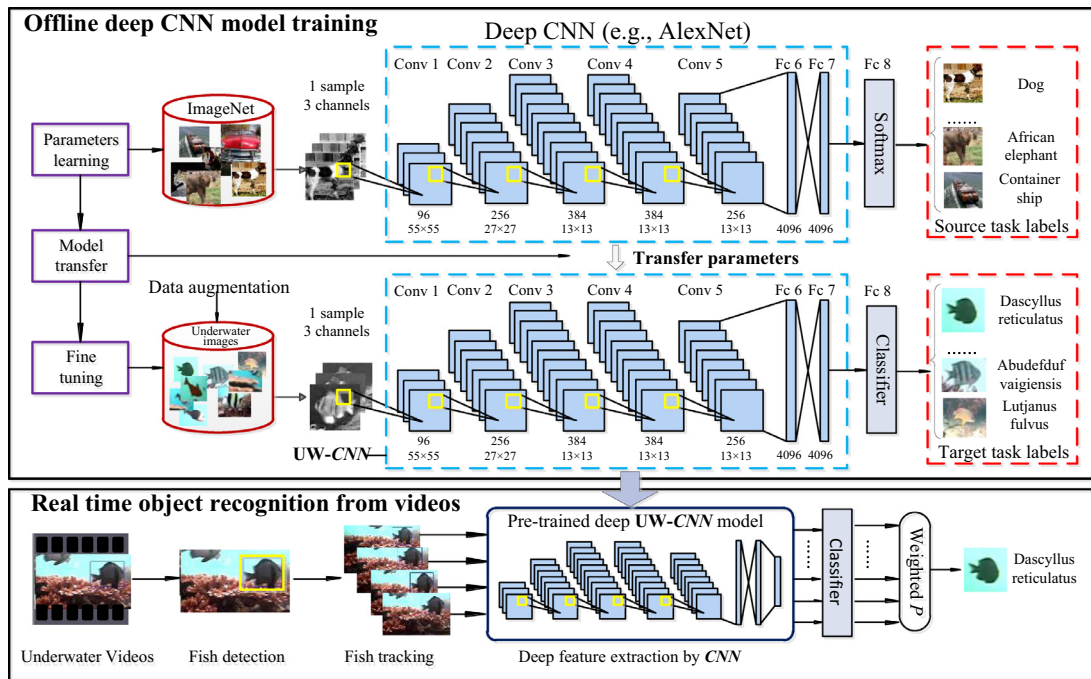 Offline deep CNN model training
Deep CNN (e.g., AlexNet)
Parameters
learning
Model
transfer
Fine
tuning
ImageNet
1 sample
3 channels
Conv 1
Conv 2
Conv 3
Conv 4
Conv 5
Fc 6
Fc 7
Fc 8
Softmax
96
55×55
256
27×27
384
13×13
384
13×13
256
13×13
4096
4096
Dog
......
African
elephant
Container
ship
Source task labels
Transfer parameters
Data augmentation
Underwater
images
1 sample
3 channels
Conv 1
Conv 2
Conv 3
Conv 4
Conv 5
Fc 6
Fc 7
Fc 8
Classifier
UW-CNN
96
55×55
256
27×27
384
13×13
384
13×13
256
13×13
4096
4096
Dascyllus
reticulatus
......
Abudefduf
vaigiensis
Lutjanus
fulvus
Target task labels
Real time object recognition from videos
Pre-trained deep UW-CNN model
Classifier
Weighted P
Dascyllus
reticulatus
......
......
Underwater Videos
Fish detection
Fish tracking
Deep feature extraction by CNN